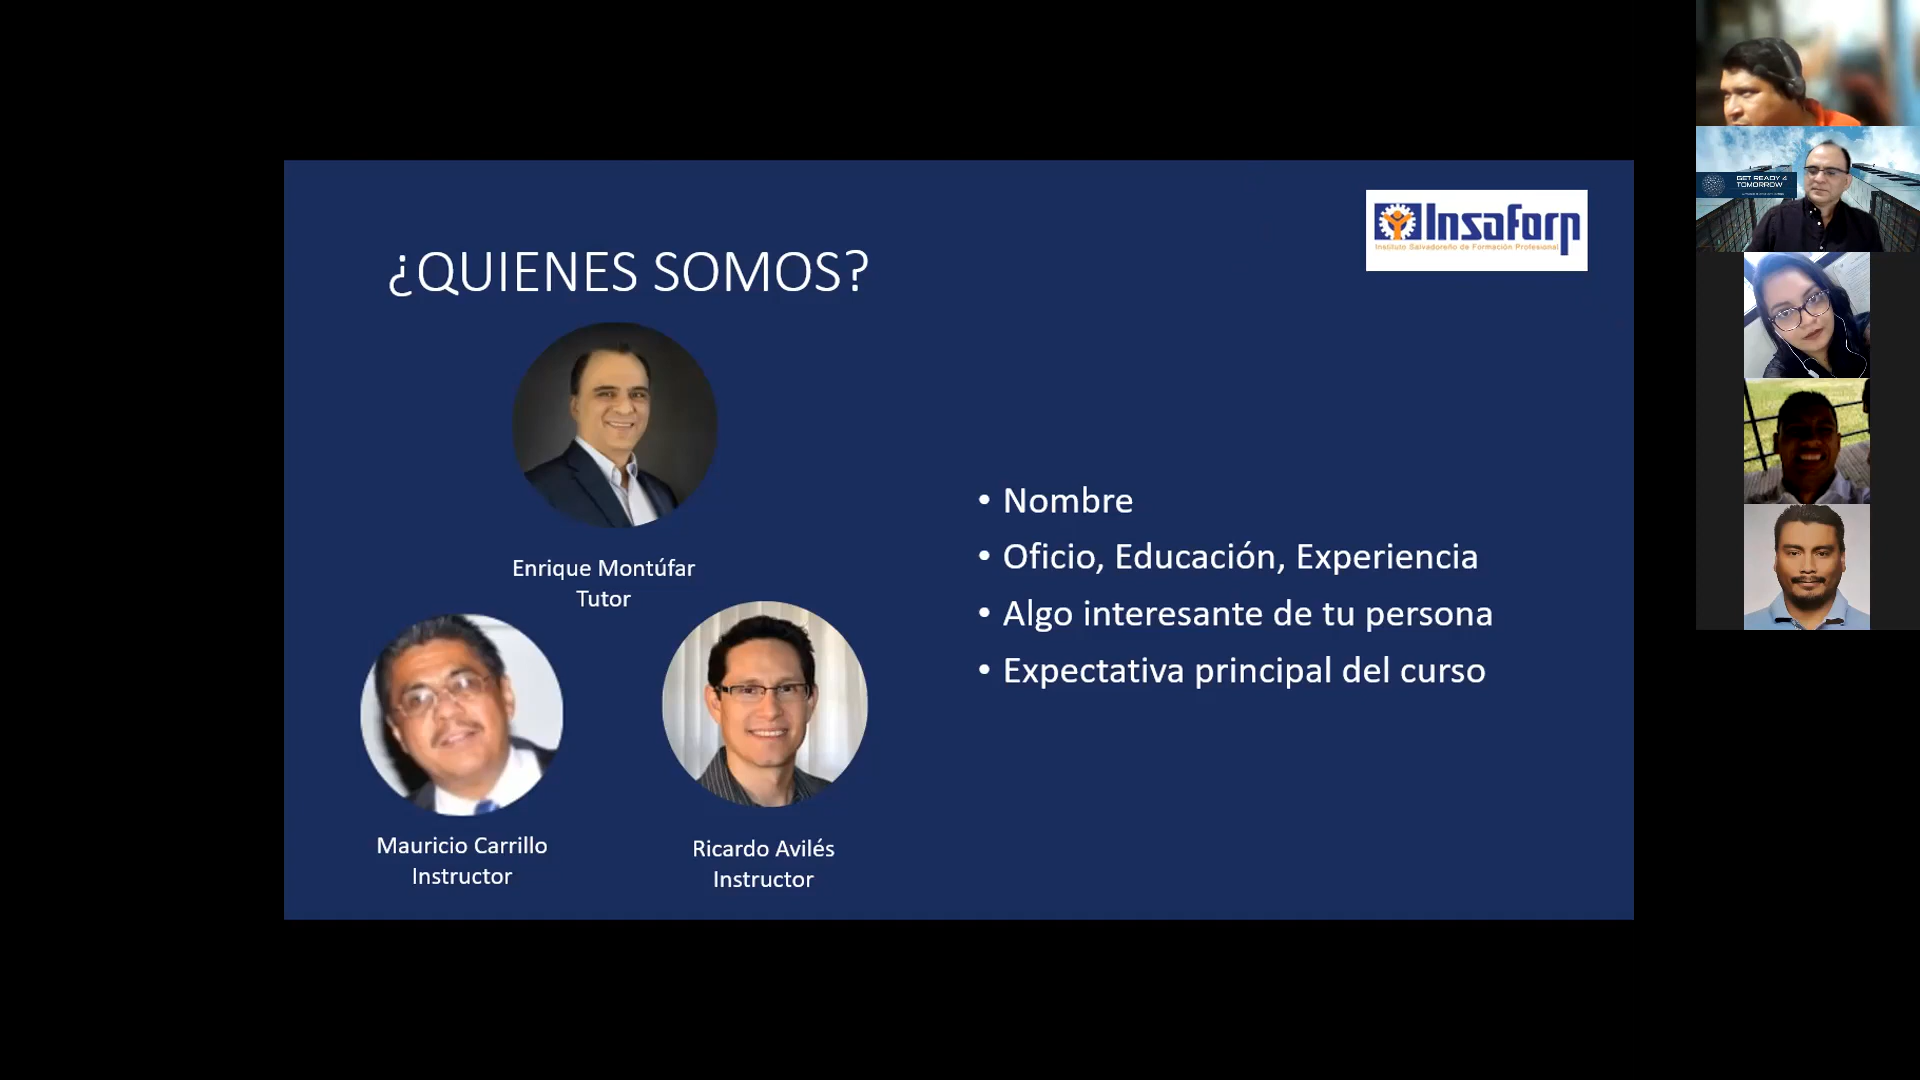 ¿QUIENES SOMOS?
Insaforp
Instituto Salvadoreño de Formación Profesional
Enrique Montúfar
Tutor
Mauricio Carrillo
Instructor
Ricardo Avilés
Instructor
• Nombre
• Oficio, Educación, Experiencia
• Algo interesante de tu persona
• Expectativa principal del curso
GET READY 4
TOMORROW